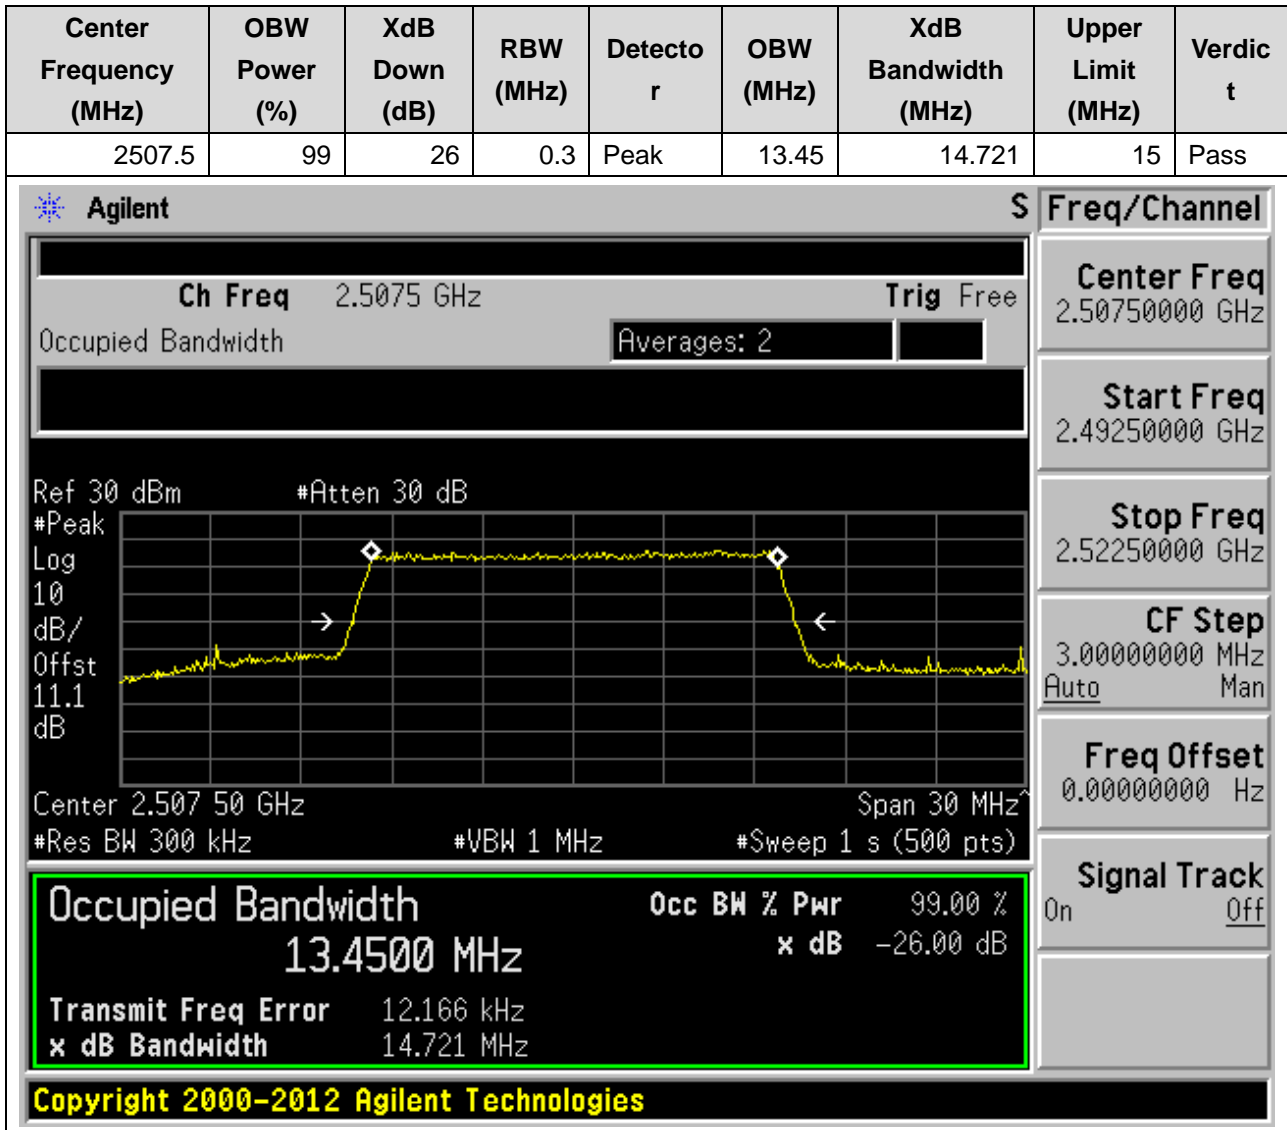 Center Frequency (MHz) OBW Power (%) XdB Down (dB) RBW (MHz) Detector OBW (MHz) XdB Bandwidth (MHz) Upper Limit (MHz) Verdict
2507.5 99 26 0.3 Peak 13.45 14.721 15 Pass
Agilent S Freq/Channel
Ch Freq 2.5075 GHz Trig Free
Occupied Bandwidth Averages: 2
Center Freq
2.50750000 GHz
Start Freq
2.49250000 GHz
Stop Freq
2.52250000 GHz
CF Step
3.00000000 MHz
Auto Man
Freq Offset
0.00000000 Hz
Signal Track
On Off
Ref 30 dBm #Atten 30 dB
#Peak
Log
10
dB/
Offst
11.1
dB
Center 2.507 50 GHz Span 30 MHz^
#Res BW 300 kHz #VBW 1 MHz #Sweep 1 s (500 pts)
Occupied Bandwidth Occ BW % Pwr 99.00 %
13.4500 MHz x dB -26.00 dB
Transmit Freq Error 12.166 kHz
x dB Bandwidth 14.721 MHz
Copyright 2000-2012 Agilent Technologies